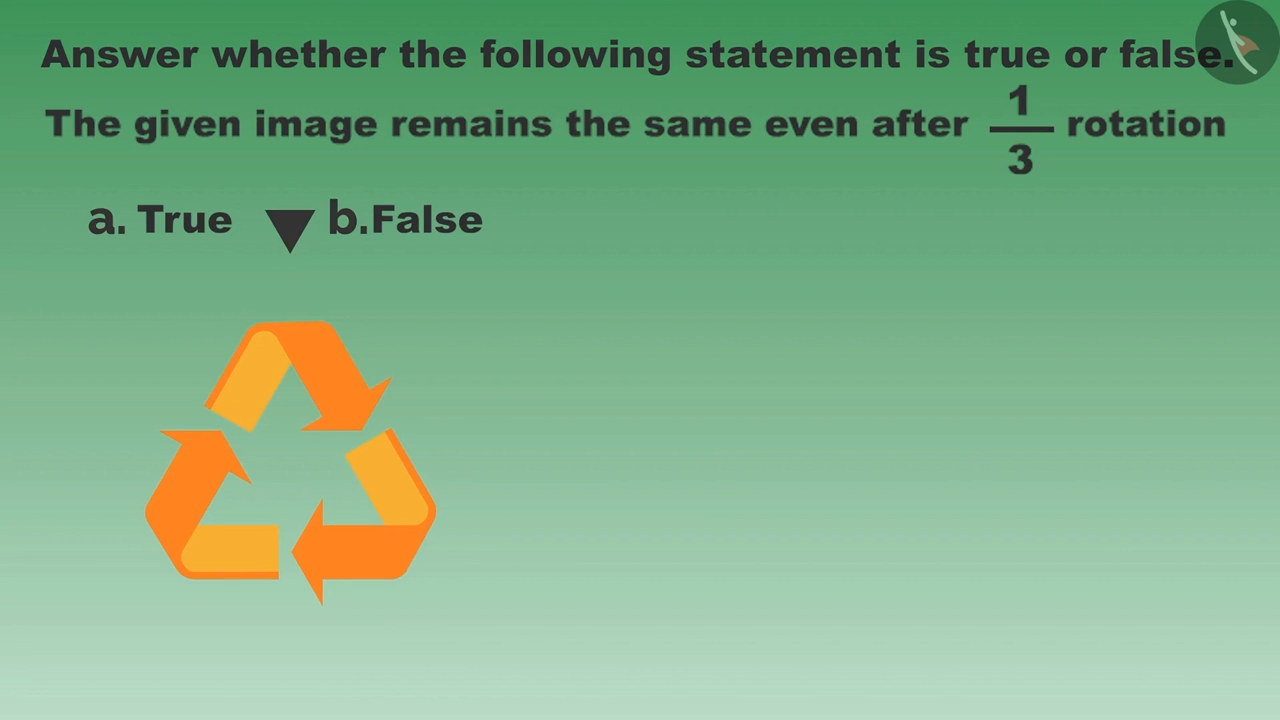 Answer whether the following statement is true or false.
The given image remains the same even after 1/3 rotation
a. True b.False